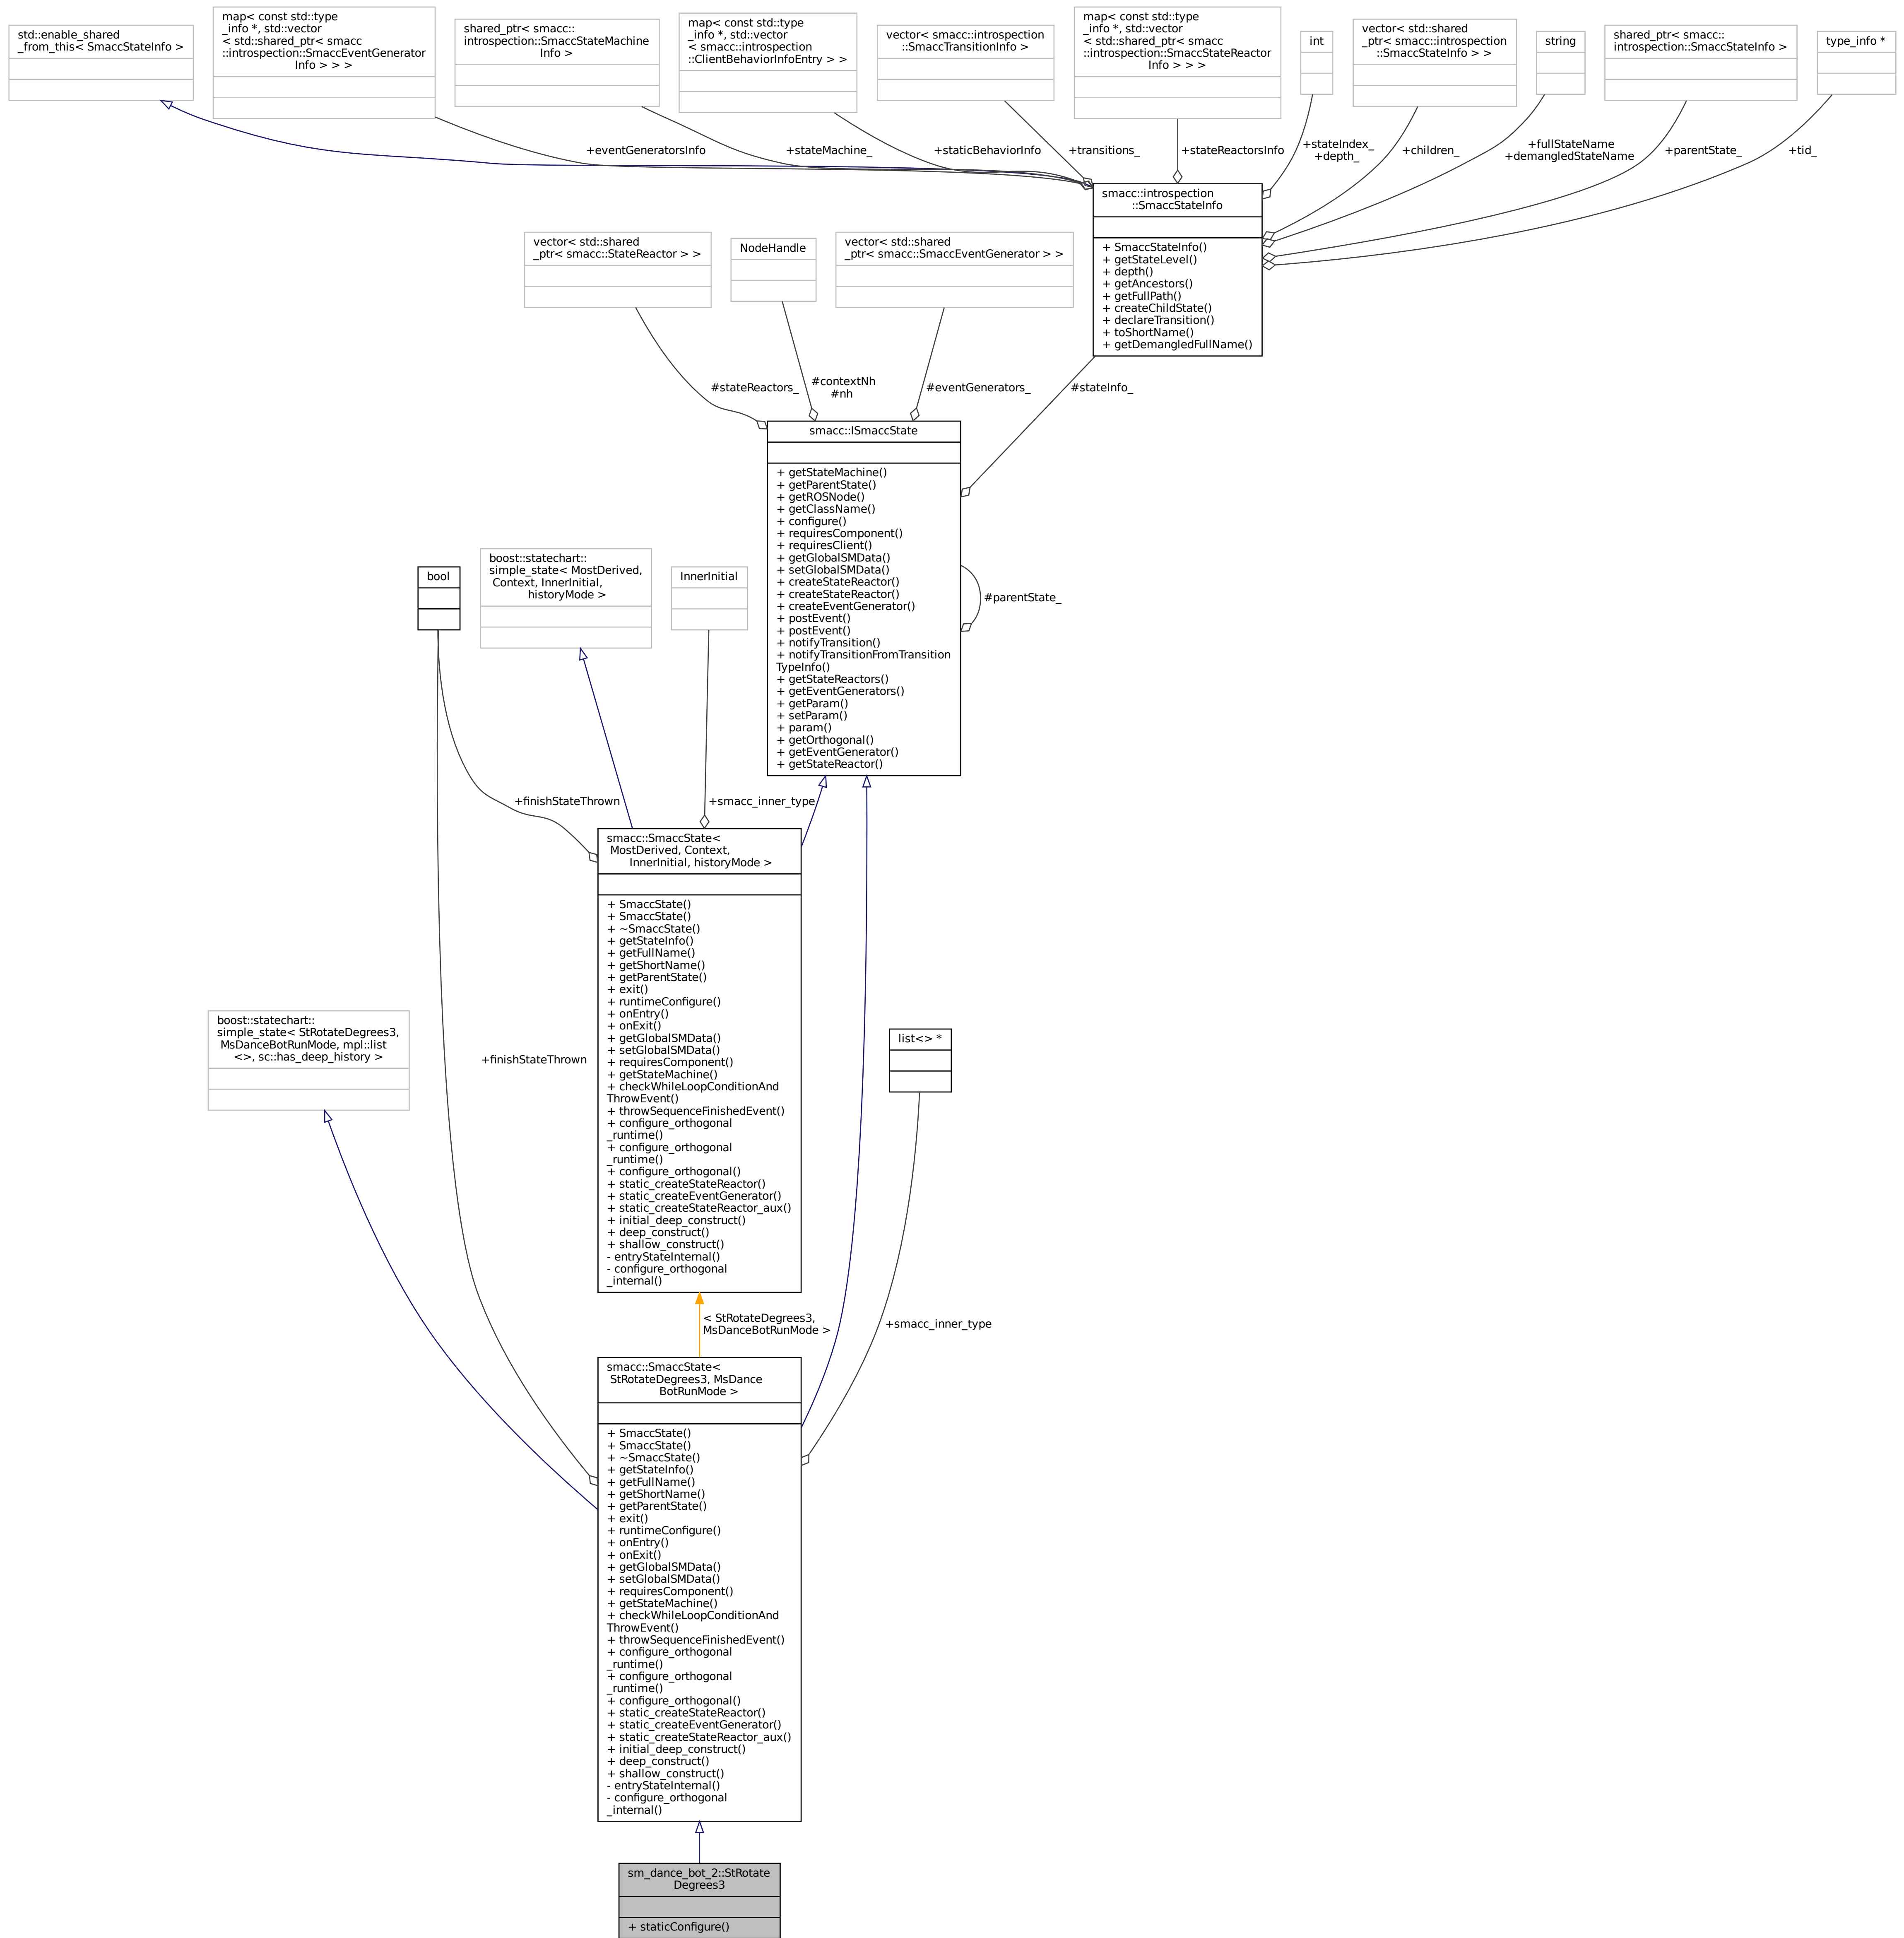 std::enable_shared
_from_this< SmaccStateInfo >
map< const std::type
_info *, std::vector
< std::shared_ptr< smacc
::introspection::SmaccEventGenerator
Info > > >
shared_ptr< smacc::
introspection::SmaccStateMachine
Info >
map< const std::type
_info *, std::vector
< smacc::introspection
::ClientBehaviorInfoEntry > >
vector< smacc::introspection
::SmaccTransitionInfo >
map< const std::type
_info *, std::vector
< std::shared_ptr< smacc
::introspection::SmaccStateReactor
Info > > >
int
vector< std::shared
_ptr< smacc::introspection
::SmaccStateInfo > >
string
shared_ptr< smacc::
introspection::SmaccStateInfo >
type_info *
+eventGeneratorsInfo
+stateMachine_
+staticBehaviorInfo
+transitions_
+stateReactorsInfo
+stateIndex_
+depth_
+children_
+fullStateName
+demangledStateName
+parentState_
+tid_
smacc::introspection
::SmaccStateInfo
+ SmaccStateInfo()
+ getStateLevel()
+ depth()
+ getAncestors()
+ getFullPath()
+ createChildState()
+ declareTransition()
+ toShortName()
+ getDemangledFullName()
vector< std::shared
_ptr< smacc::StateReactor > >
NodeHandle
vector< std::shared
_ptr< smacc::SmaccEventGenerator > >
#stateReactors_
#contextNh
#nh
#eventGenerators_
#stateInfo_
smacc::ISmaccState
+ getStateMachine()
+ getParentState()
+ getROSNode()
+ getClassName()
+ configure()
+ requiresComponent()
+ requiresClient()
+ getGlobalSMData()
+ setGlobalSMData()
+ createStateReactor()
+ createStateReactor()
+ createEventGenerator()
+ postEvent()
+ postEvent()
+ notifyTransition()
+ notifyTransitionFromTransition
TypeInfo()
+ getStateReactors()
+ getEventGenerators()
+ getParam()
+ setParam()
+ param()
+ getOrthogonal()
+ getEventGenerator()
+ getStateReactor()
#parentState_
bool
boost::statechart::
simple_state< MostDerived,
Context, InnerInitial,
historyMode >
InnerInitial
+finishStateThrown
+smacc_inner_type
smacc::SmaccState<
MostDerived, Context,
InnerInitial, historyMode >
+ SmaccState()
+ SmaccState()
+ ~SmaccState()
+ getStateInfo()
+ getFullName()
+ getShortName()
+ getParentState()
+ exit()
+ runtimeConfigure()
+ onEntry()
+ onExit()
+ getGlobalSMData()
+ setGlobalSMData()
+ requiresComponent()
+ getStateMachine()
+ checkWhileLoopConditionAnd
ThrowEvent()
+ throwSequenceFinishedEvent()
+ configure_orthogonal
_runtime()
+ configure_orthogonal
_runtime()
+ configure_orthogonal()
+ static_createStateReactor()
+ static_createEventGenerator()
+ static_createStateReactor_aux()
+ initial_deep_construct()
+ deep_construct()
+ shallow_construct()
- entryStateInternal()
- configure_orthogonal
_internal()
boost::statechart::
simple_state< StRotateDegrees3,
MsDanceBotRunMode, mpl::list
<>, sc::has_deep_history >
+finishStateThrown
list<> *
< StRotateDegrees3,
MsDanceBotRunMode >
+smacc_inner_type
smacc::SmaccState<
StRotateDegrees3, MsDance
BotRunMode >
+ SmaccState()
+ SmaccState()
+ ~SmaccState()
+ getStateInfo()
+ getFullName()
+ getShortName()
+ getParentState()
+ exit()
+ runtimeConfigure()
+ onEntry()
+ onExit()
+ getGlobalSMData()
+ setGlobalSMData()
+ requiresComponent()
+ getStateMachine()
+ checkWhileLoopConditionAnd
ThrowEvent()
+ throwSequenceFinishedEvent()
+ configure_orthogonal
_runtime()
+ configure_orthogonal
_runtime()
+ configure_orthogonal()
+ static_createStateReactor()
+ static_createEventGenerator()
+ static_createStateReactor_aux()
+ initial_deep_construct()
+ deep_construct()
+ shallow_construct()
- entryStateInternal()
- configure_orthogonal
_internal()
sm_dance_bot_2::StRotate
Degrees3
+ staticConfigure()